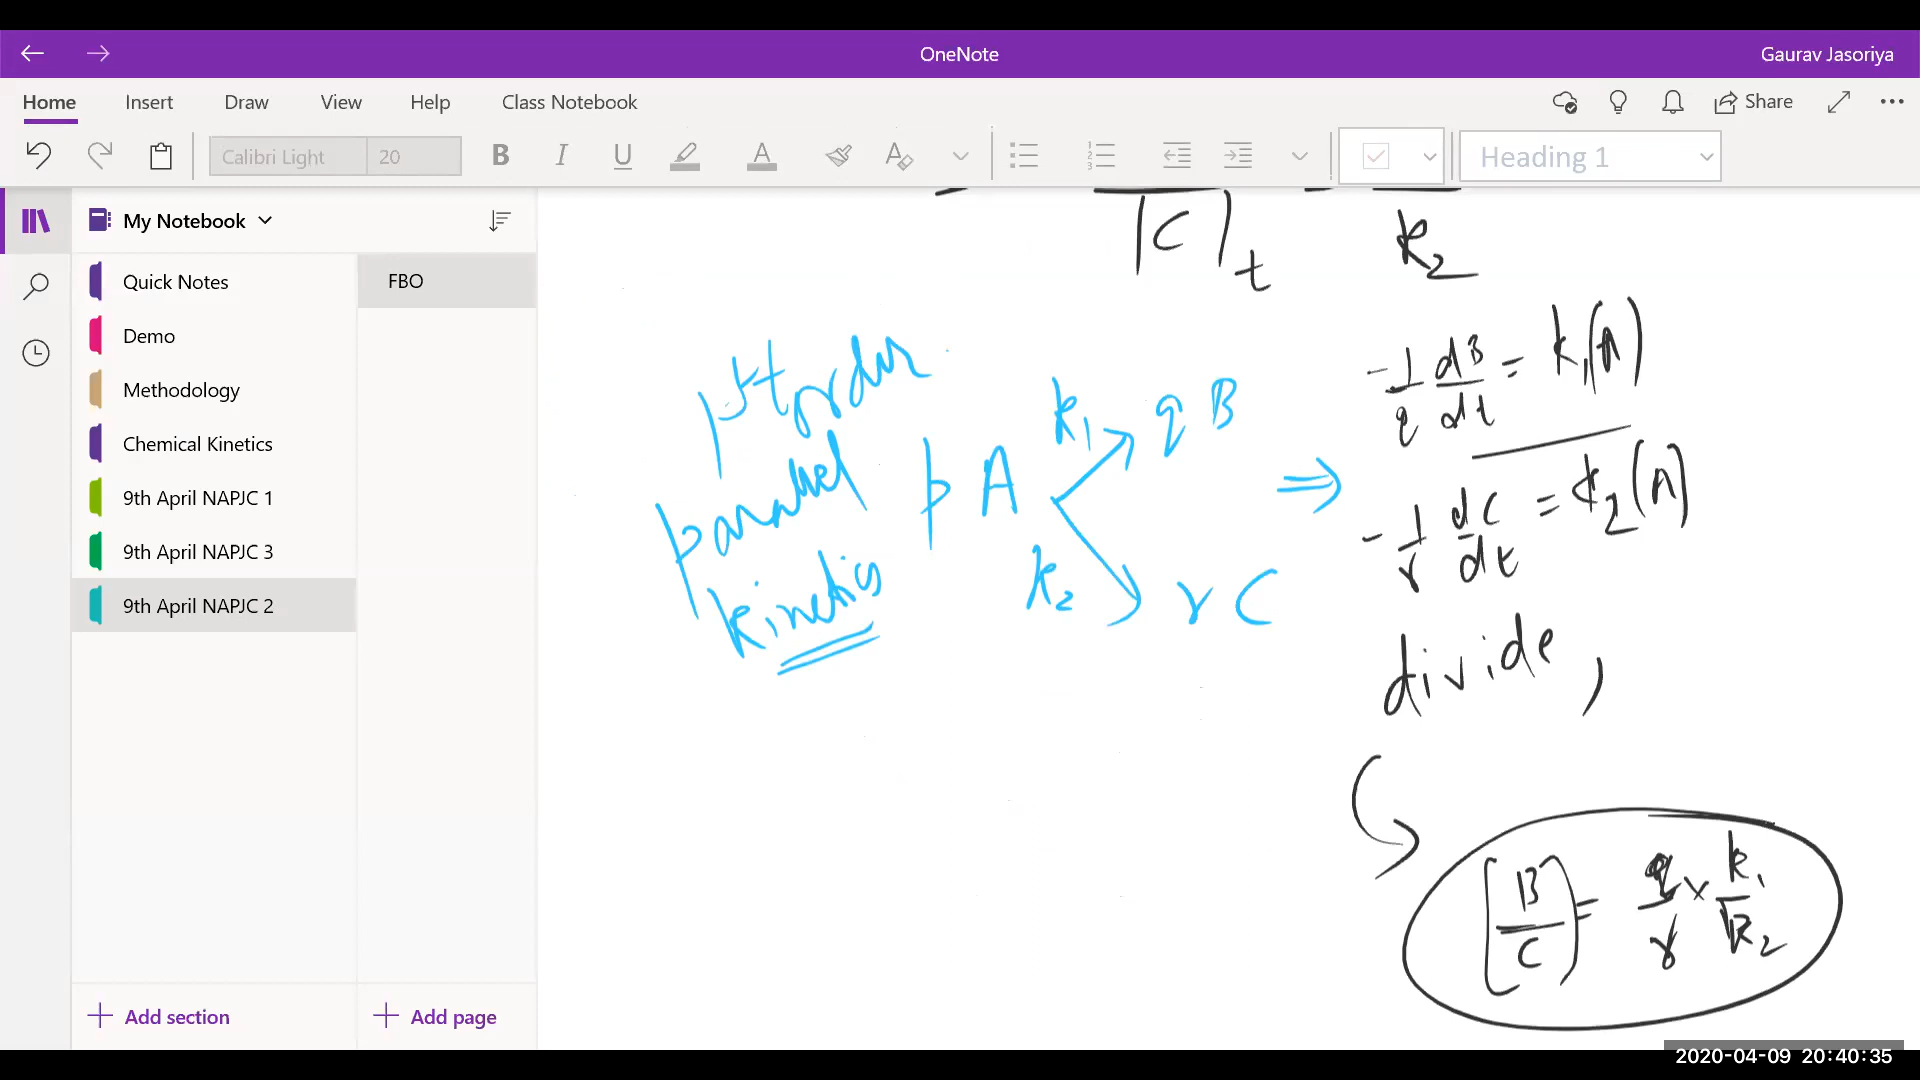 OneNote
Gaurav Jasoriya
Home Insert Draw View Help Class Notebook
Share
Calibri Light 20 B I U A Heading 1
My Notebook
Quick Notes
FBO
Demo
Methodology
Chemical Kinetics
9th April NAPJC 1
9th April NAPJC 3
9th April NAPJC 2
Add section
Add page
[C]t
k2
Ist order
parallel
kinetics
p A
k1
q B
k2
r C
⇒
-1/q dB/dt = k1(A)
-1/r dC/dt = k2(A)
divide,
[B/C] = q/r × k1/k2
2020-04-09 20:40:35